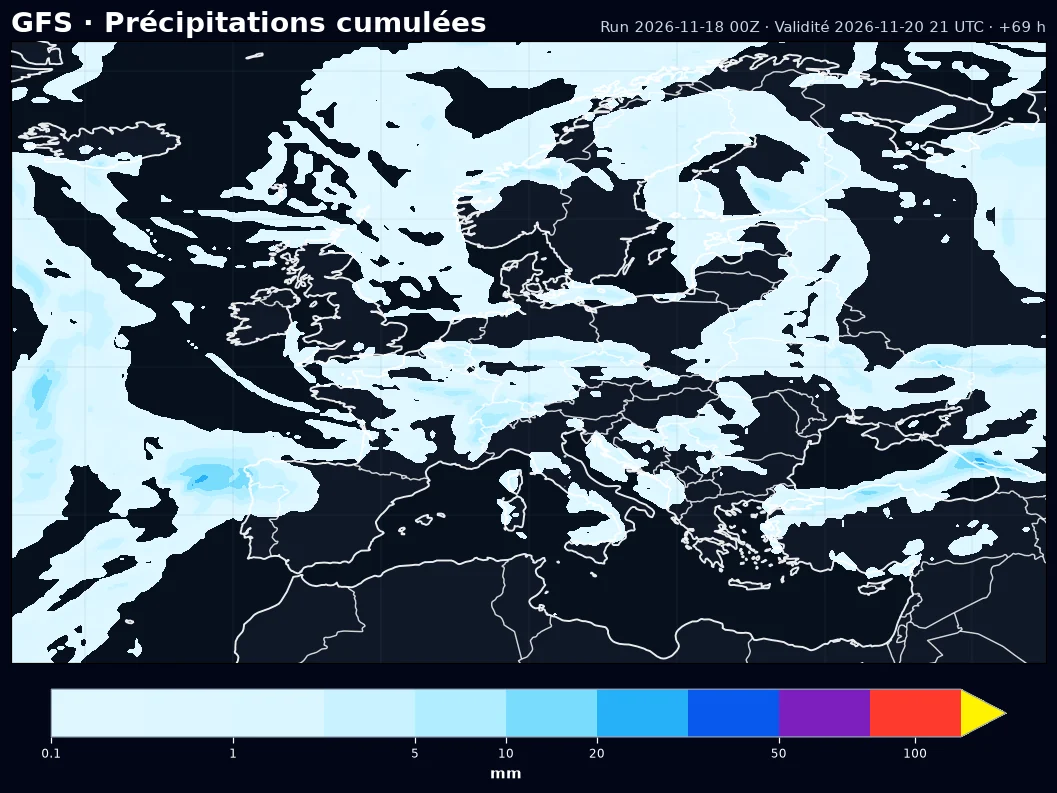 GFS · Précipitations cumulées
Run 2026-11-18 00Z · Validité 2026-11-20 21 UTC · +69 h
0.1 1 5 10 20 50 100
mm